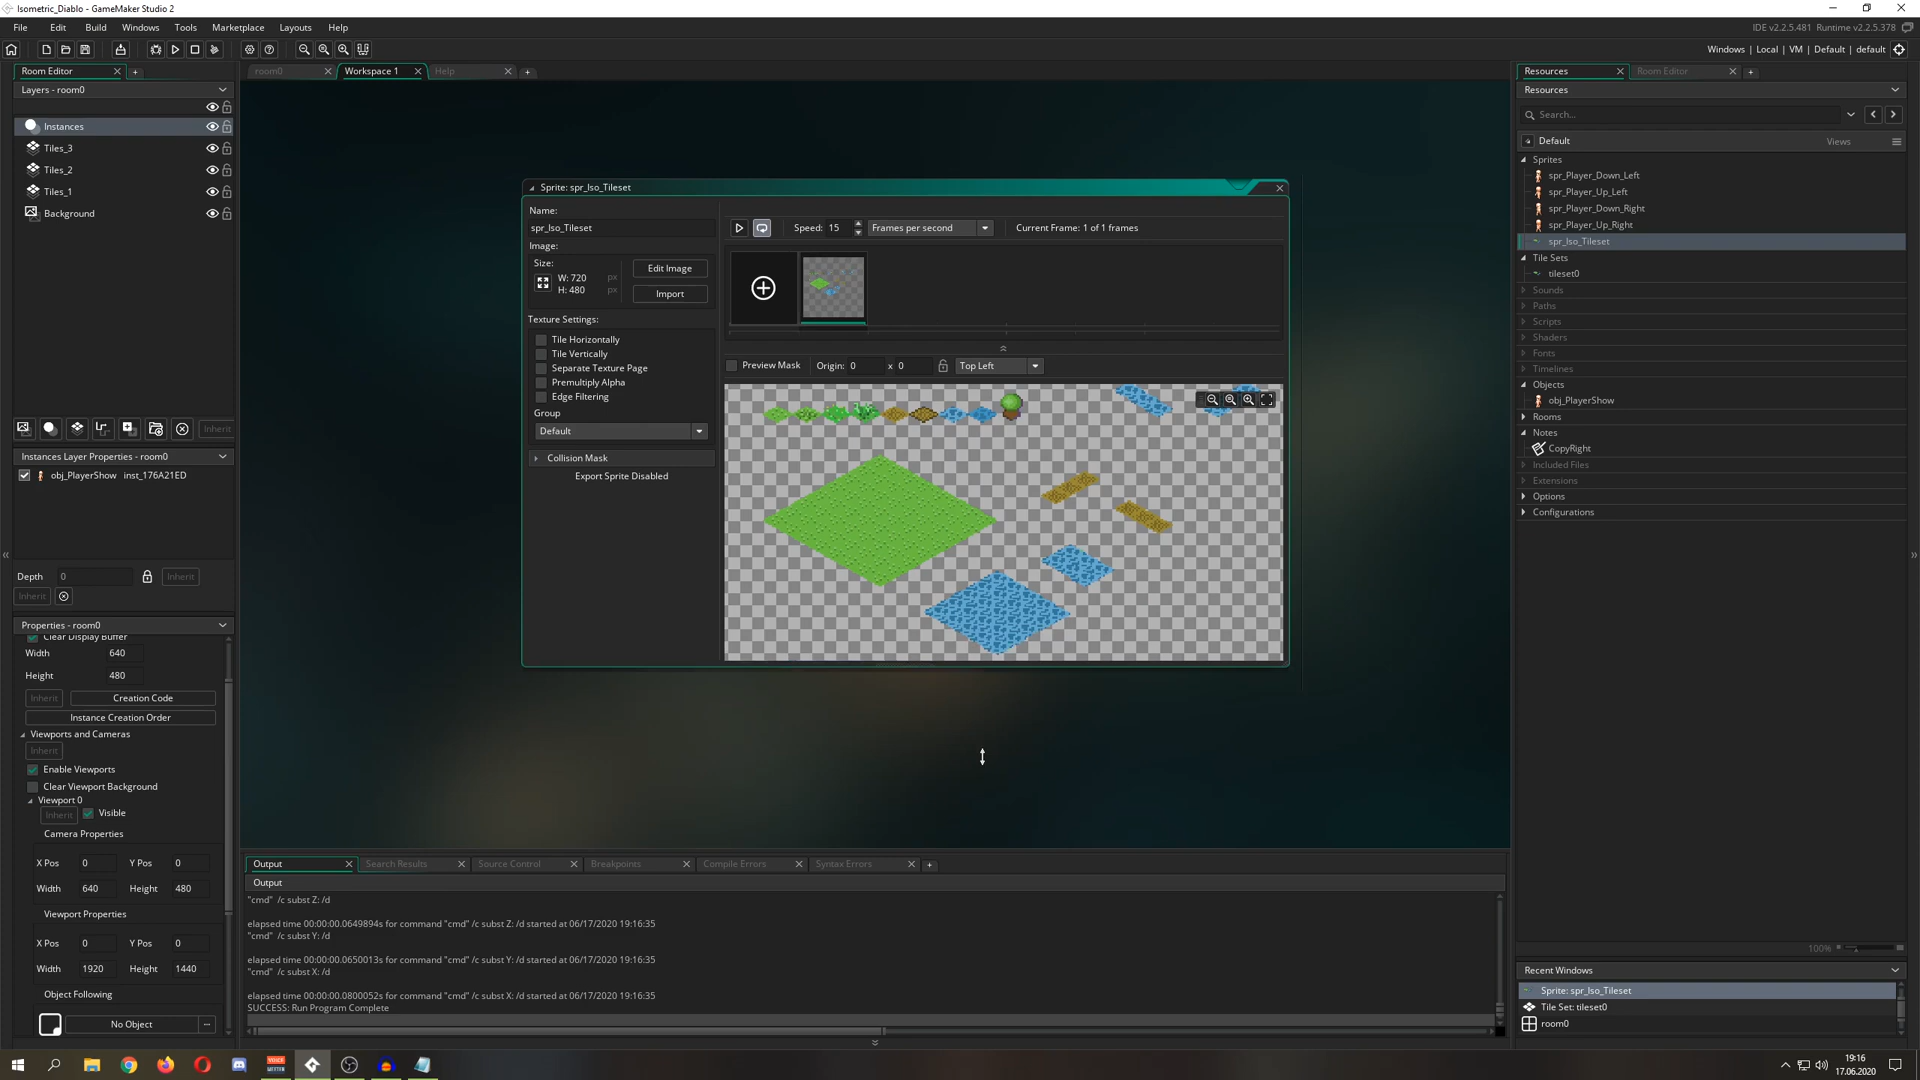 Isometric_Diablo - GameMaker Studio 2
File Edit Build Windows Tools Marketplace Layouts Help
IDE v2.2.5.481 Runtime v2.2.5.378
Windows | Local | VM | Default | default
Room Editor
Layers - room0
Instances
Tiles_3
Tiles_2
Tiles_1
Background
Inherit
Instances Layer Properties - room0
obj_PlayerShow inst_176A21ED
Depth 0 Inherit
Inherit
Properties - room0
Clear Display Buffer
Width 640
Height 480
Inherit Creation Code
Instance Creation Order
Viewports and Cameras
Inherit
Enable Viewports
Clear Viewport Background
Viewport 0
Inherit Visible
Camera Properties
X Pos 0 Y Pos 0
Width 640 Height 480
Viewport Properties
X Pos 0 Y Pos 0
Width 1920 Height 1440
Object Following
No Object ...
room0 Workspace 1 Help
Sprite: spr_Iso_Tileset
Name:
spr_Iso_Tileset
Image:
Size:
W: 720 px
H: 480 px
Edit Image
Import
Texture Settings:
Tile Horizontally
Tile Vertically
Separate Texture Page
Premultiply Alpha
Edge Filtering
Group
Default
Collision Mask
Export Sprite Disabled
Speed: 15 Frames per second Current Frame: 1 of 1 frames
Preview Mask Origin: 0 x 0 Top Left
Output Search Results Source Control Breakpoints Compile Errors Syntax Errors
Output
"cmd" /c subst Z: /d
elapsed time 00:00:00.0649894s for command "cmd" /c subst Z: /d started at 06/17/2020 19:16:35
"cmd" /c subst Y: /d
elapsed time 00:00:00.0650013s for command "cmd" /c subst Y: /d started at 06/17/2020 19:16:35
"cmd" /c subst X: /d
elapsed time 00:00:00.0800052s for command "cmd" /c subst X: /d started at 06/17/2020 19:16:35
SUCCESS: Run Program Complete
Resources Room Editor
Resources
Search...
Default Views
Sprites
spr_Player_Down_Left
spr_Player_Up_Left
spr_Player_Down_Right
spr_Player_Up_Right
spr_Iso_Tileset
Tile Sets
tileset0
Sounds
Paths
Scripts
Shaders
Fonts
Timelines
Objects
obj_PlayerShow
Rooms
Notes
CopyRight
Included Files
Extensions
Options
Configurations
100%
Recent Windows
Sprite: spr_Iso_Tileset
Tile Set: tileset0
room0
19:16
17.06.2020